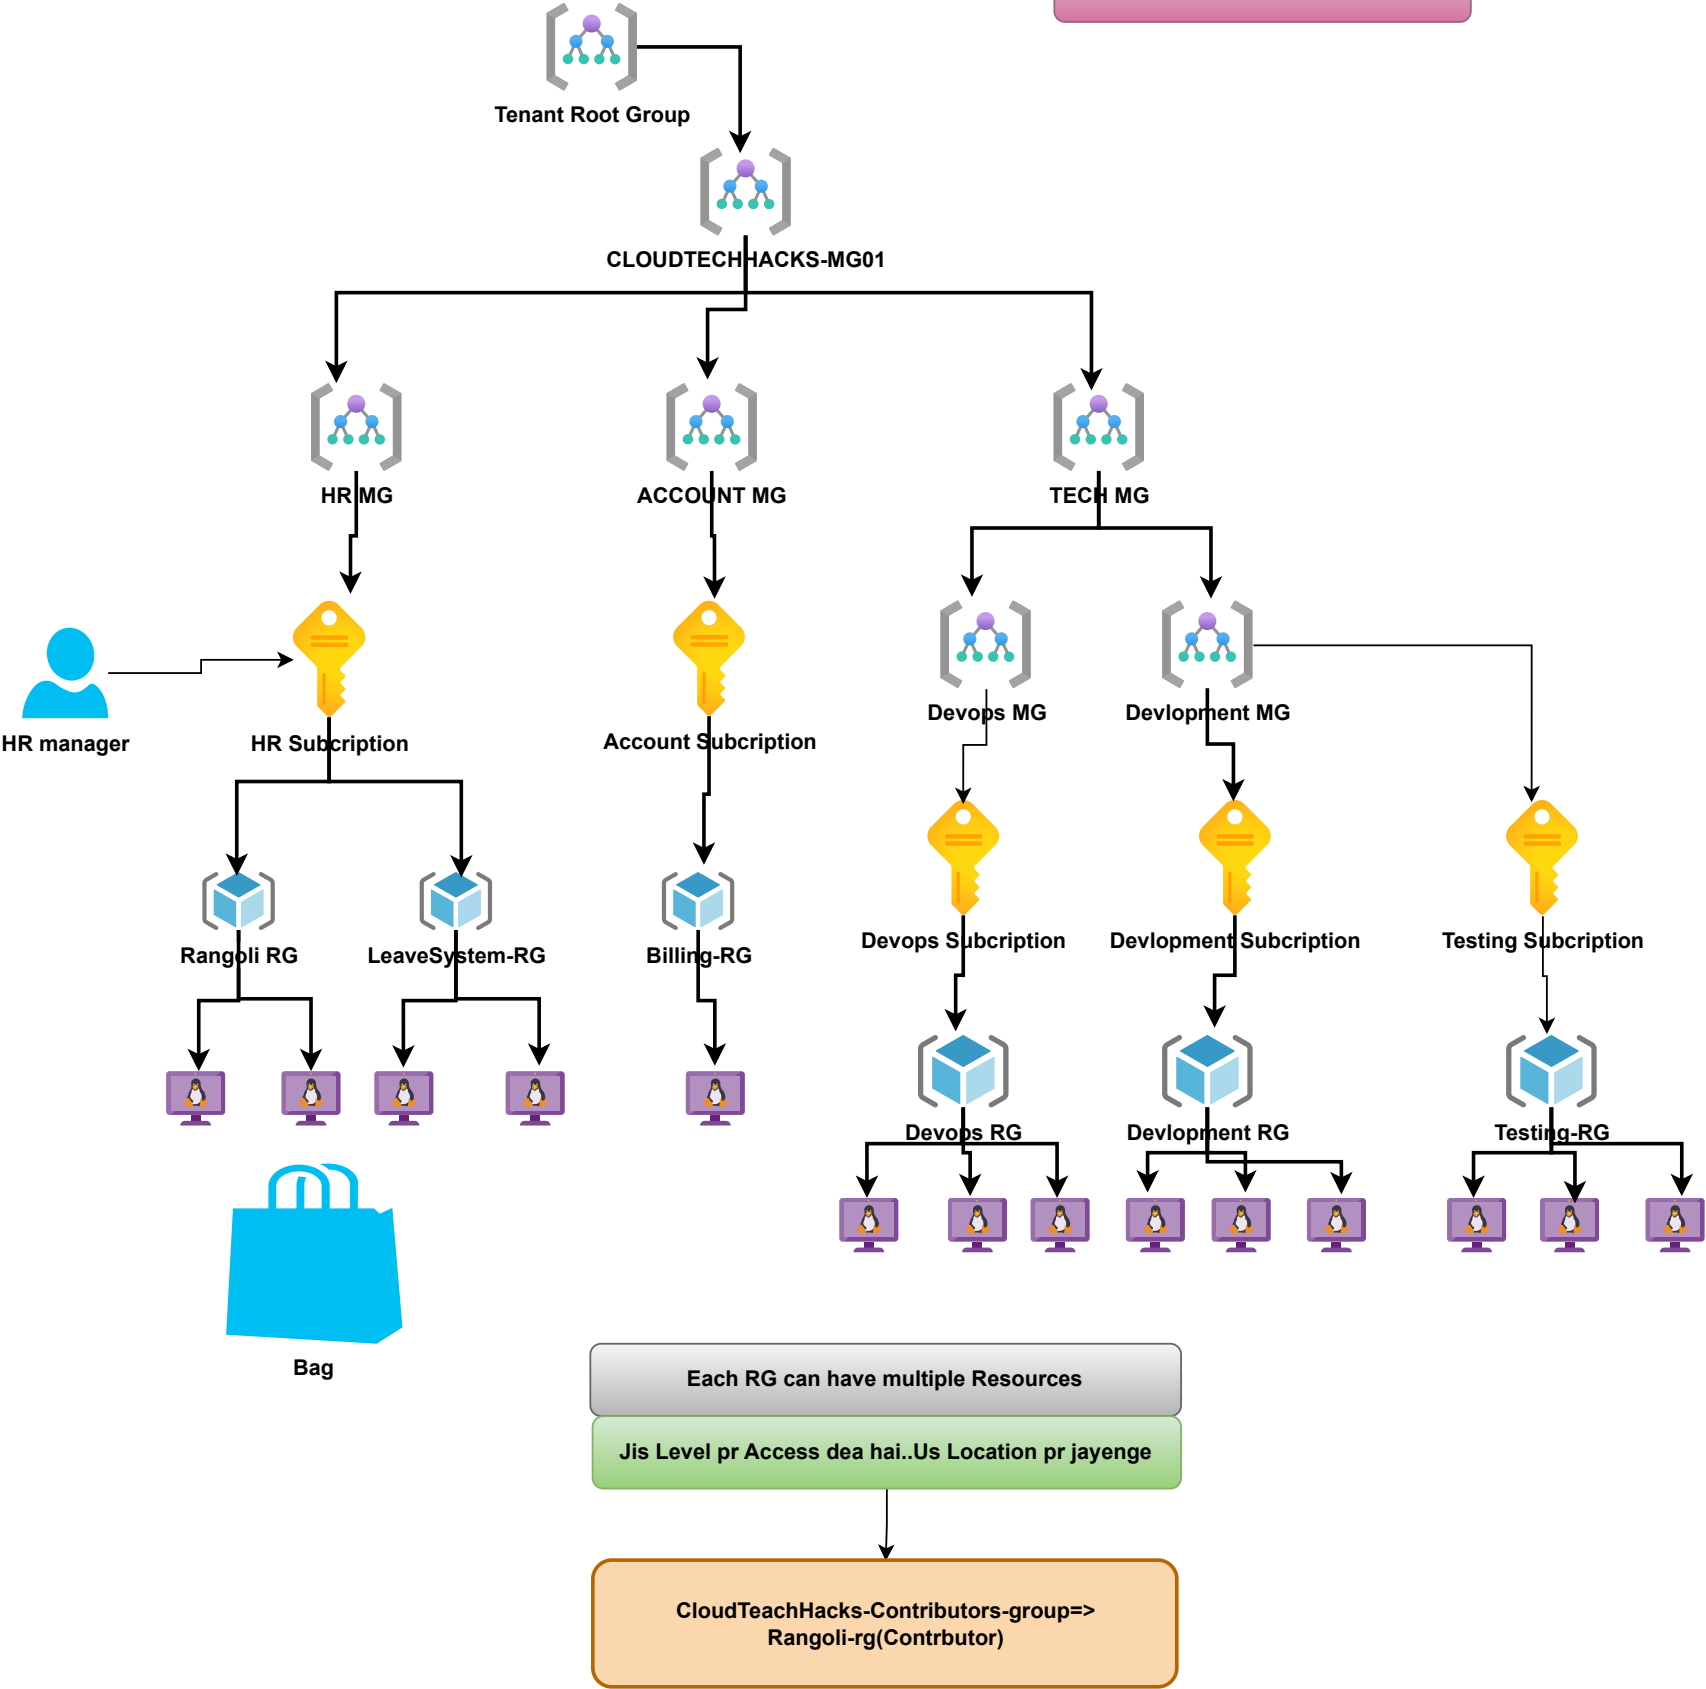 Tenant Root Group
CLOUDTECHHACKS-MG01
HR MG
ACCOUNT MG
TECH MG
HR manager
HR Subcription
Account Subcription
Devops MG
Devlopment MG
Rangoli RG
LeaveSystem-RG
Billing-RG
Devops Subcription
Devlopment Subcription
Testing Subcription
Devops RG
Devlopment RG
Testing-RG
Bag
Each RG can have multiple Resources
Jis Level pr Access dea hai..Us Location pr jayenge
CloudTeachHacks-Contributors-group=>
Rangoli-rg(Contrbutor)